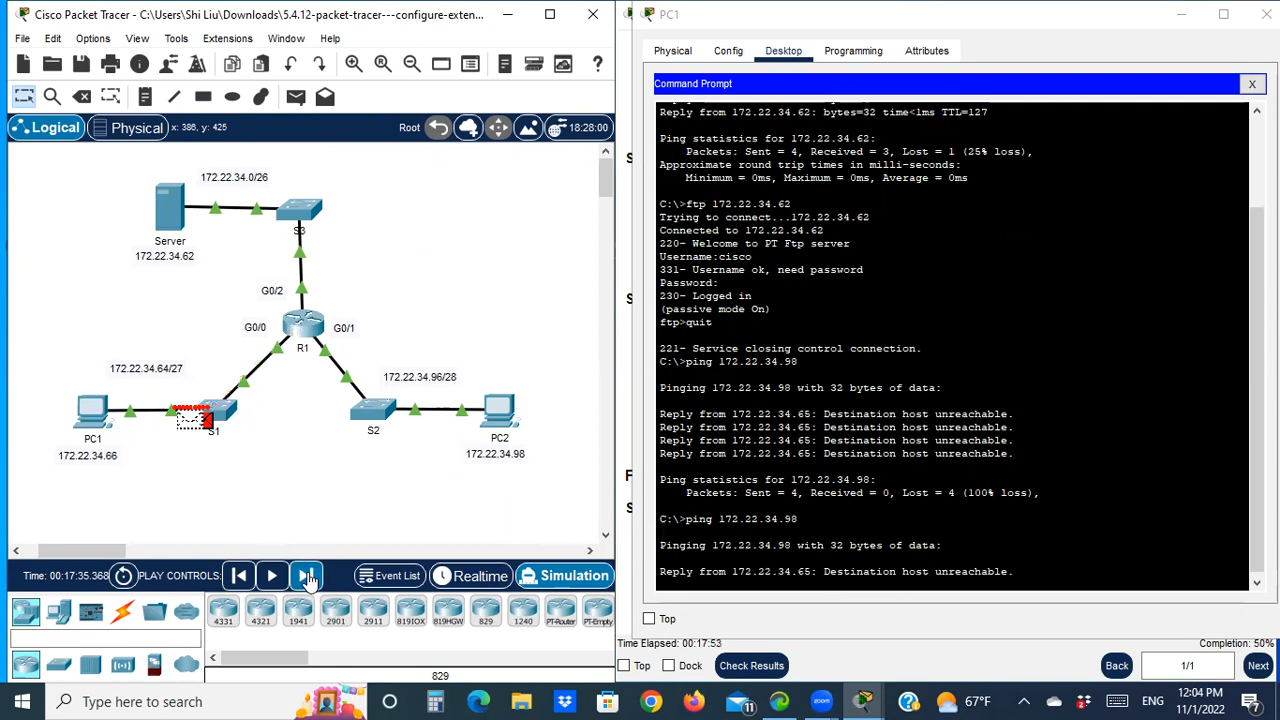 Cisco Packet Tracer - C:\Users\Shi Liu\Downloads\5.4.12-packet-tracer---configure-exten...
File Edit Options View Tools Extensions Window Help
Logical Physical x: 386, y: 425 Root 18:28:00
172.22.34.0/26
S3
Server
172.22.34.62
G0/2
G0/0 G0/1
R1
172.22.34.64/27
172.22.34.96/28
S1
S2
PC1
PC2
172.22.34.66
172.22.34.98
Time: 00:17:35.368 PLAY CONTROLS: Event List Realtime Simulation
4331 4321 1941 2901 2911 819IOX 819HGW 829 1240 PT-Router PT-Empty
829
PC1
Physical Config Desktop Programming Attributes
Command Prompt X
Reply from 172.22.34.62: bytes=32 time<1ms TTL=127
Ping statistics for 172.22.34.62:
Packets: Sent = 4, Received = 3, Lost = 1 (25% loss),
Approximate round trip times in milli-seconds:
Minimum = 0ms, Maximum = 0ms, Average = 0ms
C:\>ftp 172.22.34.62
Trying to connect...172.22.34.62
Connected to 172.22.34.62
220- Welcome to PT Ftp server
Username:cisco
331- Username ok, need password
Password:
230- Logged in
(passive mode On)
ftp>quit
221- Service closing control connection.
C:\>ping 172.22.34.98
Pinging 172.22.34.98 with 32 bytes of data:
Reply from 172.22.34.65: Destination host unreachable.
Reply from 172.22.34.65: Destination host unreachable.
Reply from 172.22.34.65: Destination host unreachable.
Reply from 172.22.34.65: Destination host unreachable.
Ping statistics for 172.22.34.98:
Packets: Sent = 4, Received = 0, Lost = 4 (100% loss),
C:\>ping 172.22.34.98
Pinging 172.22.34.98 with 32 bytes of data:
Reply from 172.22.34.65: Destination host unreachable.
Top
Time Elapsed: 00:17:53 Completion: 50%
Top Dock Check Results Back 1/1 Next
Type here to search 11 67°F 2 ENG 12:04 PM 11/1/2022 7